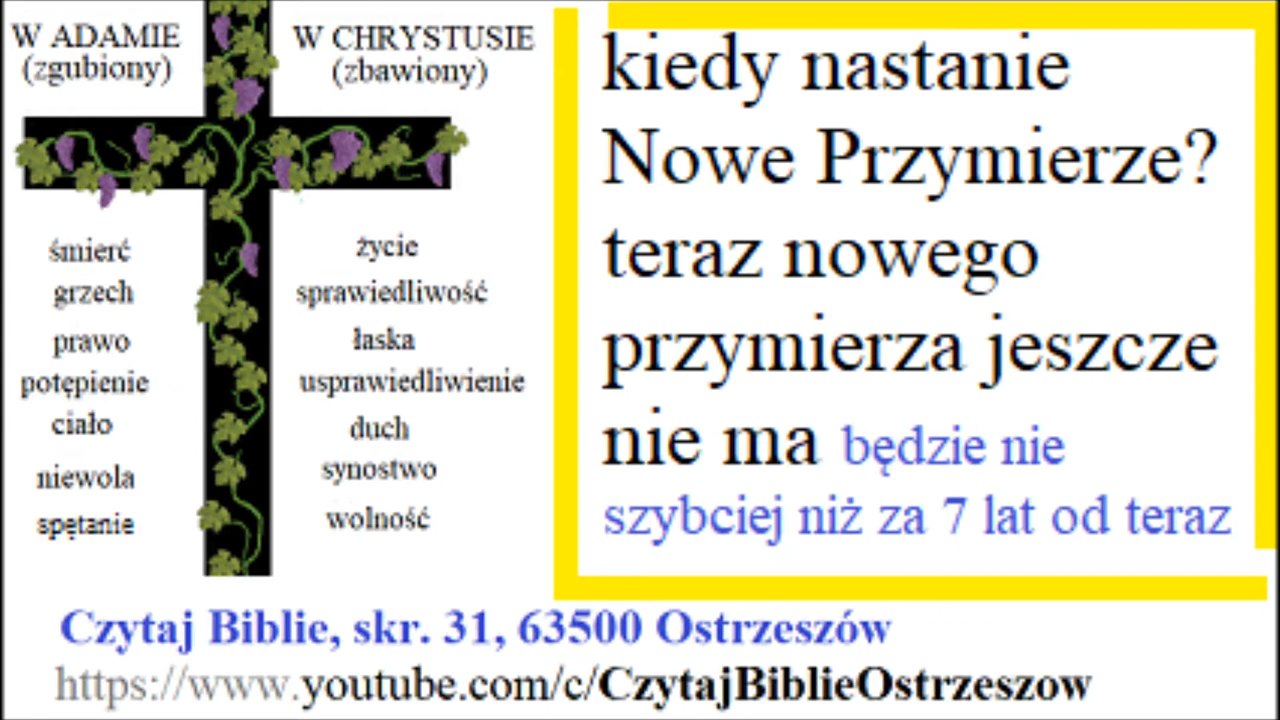 W ADAMIE
(zgubiony)
W CHRYSTUSIE
(zbawiony)
śmierć
grzech
prawo
potępienie
ciało
niewola
spętanie
życie
sprawiedliwość
łaska
usprawiedliwienie
duch
synostwo
wolność
kiedy nastanie
Nowe Przymierze?
teraz nowego
przymierza jeszcze
nie ma będzie nie
szybciej niż za 7 lat od teraz
Czytaj Biblie, skr. 31, 63500 Ostrzeszów
https://www.youtube.com/c/CzytajBiblieOstrzeszow